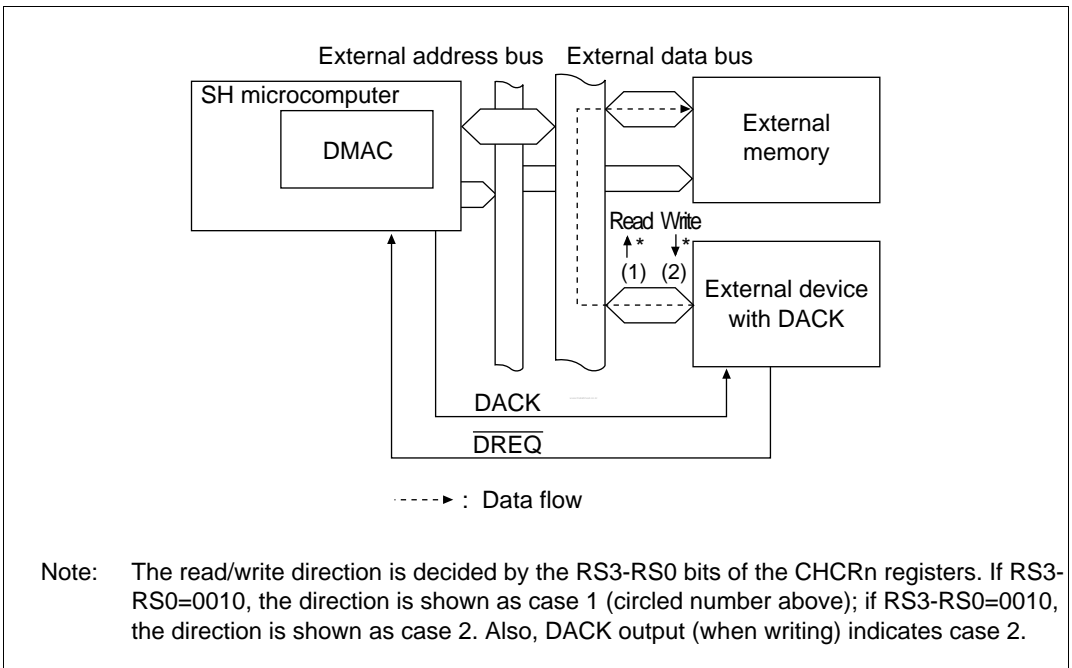 External address bus External data bus
SH microcomputer
DMAC
External
memory
Read Write
* *
(1) (2)
External device
with DACK
DACK
DREQ
: Data flow
Note: The read/write direction is decided by the RS3-RS0 bits of the CHCRn registers. If RS3-
RS0=0010, the direction is shown as case 1 (circled number above); if RS3-RS0=0010,
the direction is shown as case 2. Also, DACK output (when writing) indicates case 2.